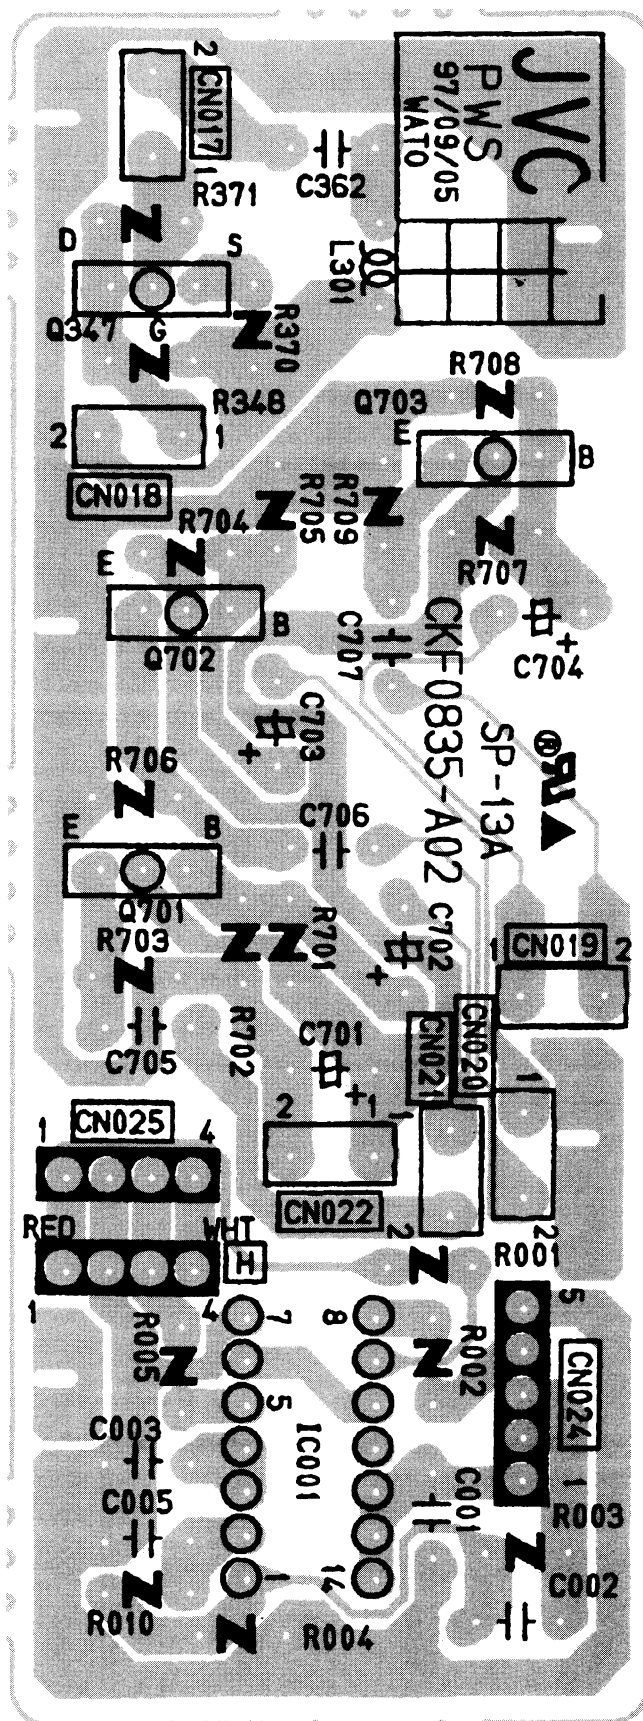 2
CN017
1
JVC
PWS
97/09/05
WATO
R371
C362
D
S
L301
Q347
G
R370
R708
R348
Q703
2
1
E
B
CN018
R704
R705
R709
E
R707
B
Q702
C707
C704
+
CKF0835-A02
SP-13A
®
C703
+
R706
C706
E
B
Q701
R701
C702
+
1
CN019
2
R703
R702
C705
C701
+
CN021
CN020
1
CN025
4
2
1
1
1
CN022
2
2
RED
WHT
H
R001
1
4
7
8
5
R005
R002
CN024
5
IC001
C003
C005
C001
1
R003
1
14
C002
R010
R004